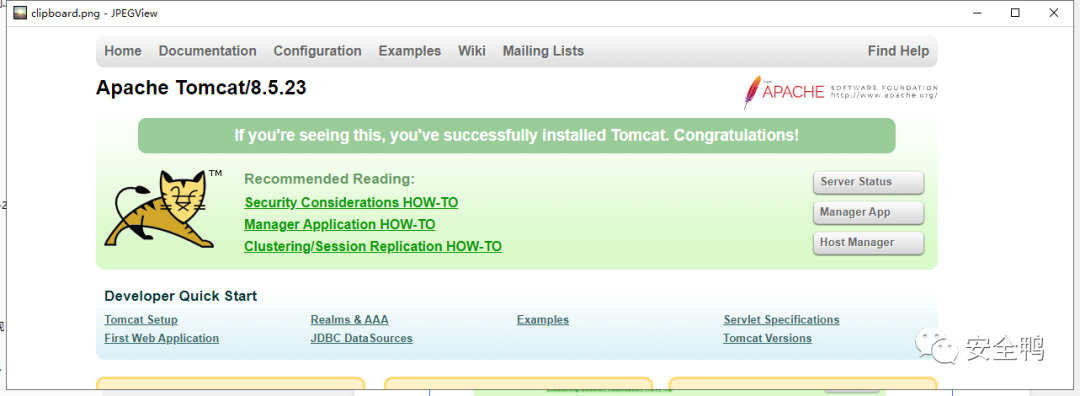 clipboard.png - JPEGView
Home Documentation Configuration Examples Wiki Mailing Lists Find Help
Apache Tomcat/8.5.23
THE APACHE SOFTWARE FOUNDATION
http://www.apache.org/
If you're seeing this, you've successfully installed Tomcat. Congratulations!
TM
Recommended Reading:
Security Considerations HOW-TO
Manager Application HOW-TO
Clustering/Session Replication HOW-TO
Server Status
Manager App
Host Manager
Developer Quick Start
Tomcat Setup
First Web Application
Realms & AAA
JDBC DataSources
Examples
Servlet Specifications
Tomcat Versions
安全鸭